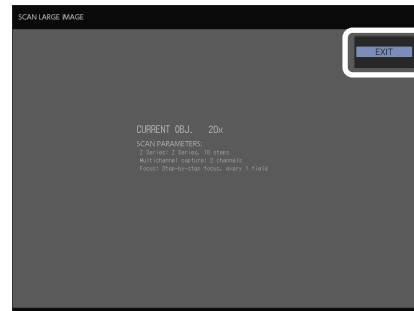 SCAN LARGE IMAGE
EXIT
CURRENT OBJ. 20x
SCAN PARAMETERS:
Z Series: Z Series, 10 steps
Multichannel capture: 2 channels
Focus: Step-by-step focus, every 1 field